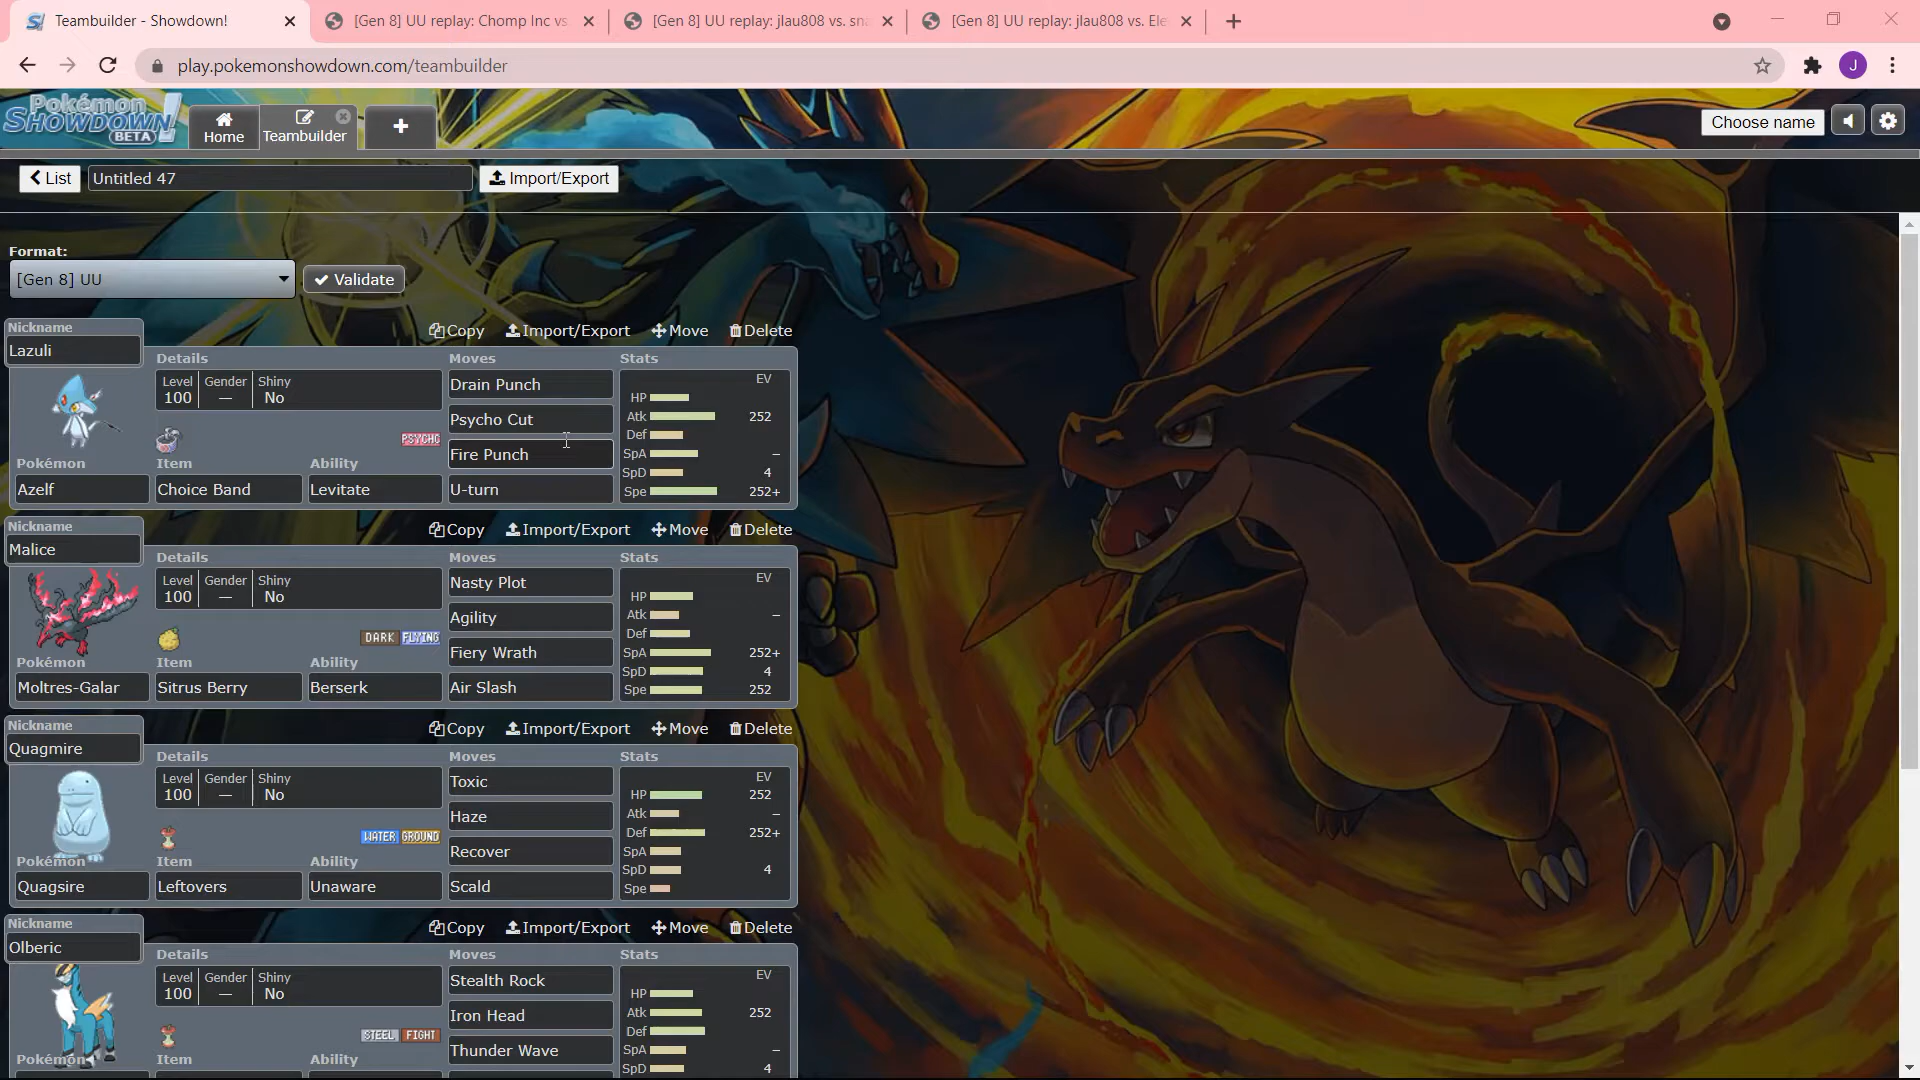 Teambuilder - Showdown!
[Gen 8] UU replay: Chomp Inc vs.
[Gen 8] UU replay: jlau808 vs. sna
[Gen 8] UU replay: jlau808 vs. Ele
play.pokemonshowdown.com/teambuilder
J
Pokémon
Showdown!
BETA
Home
Teambuilder
Choose name
List
Untitled 47
Import/Export
Format:
[Gen 8] UU
Validate
Nickname
Lazuli
Copy Import/Export Move Delete
Details Moves Stats
Level Gender Shiny
100 — No
Drain Punch
Psycho Cut
Fire Punch
U-turn
EV
HP
Atk 252
Def
SpA –
SpD 4
Spe 252+
PSYCHC
Pokémon Item Ability
Azelf Choice Band Levitate
Nickname
Malice
Copy Import/Export Move Delete
Details Moves Stats
Level Gender Shiny
100 — No
Nasty Plot
Agility
Fiery Wrath
Air Slash
EV
HP
Atk –
Def
SpA 252+
SpD 4
Spe 252
DARK FLYING
Pokémon Item Ability
Moltres-Galar Sitrus Berry Berserk
Nickname
Quagmire
Copy Import/Export Move Delete
Details Moves Stats
Level Gender Shiny
100 — No
Toxic
Haze
Recover
Scald
EV
HP 252
Atk –
Def 252+
SpA
SpD 4
Spe
WATER GROUND
Pokémon Item Ability
Quagsire Leftovers Unaware
Nickname
Olberic
Copy Import/Export Move Delete
Details Moves Stats
Level Gender Shiny
100 — No
Stealth Rock
Iron Head
Thunder Wave
EV
HP
Atk 252
Def
SpA –
SpD 4
STEEL FIGHT
Pokémon Item Ability